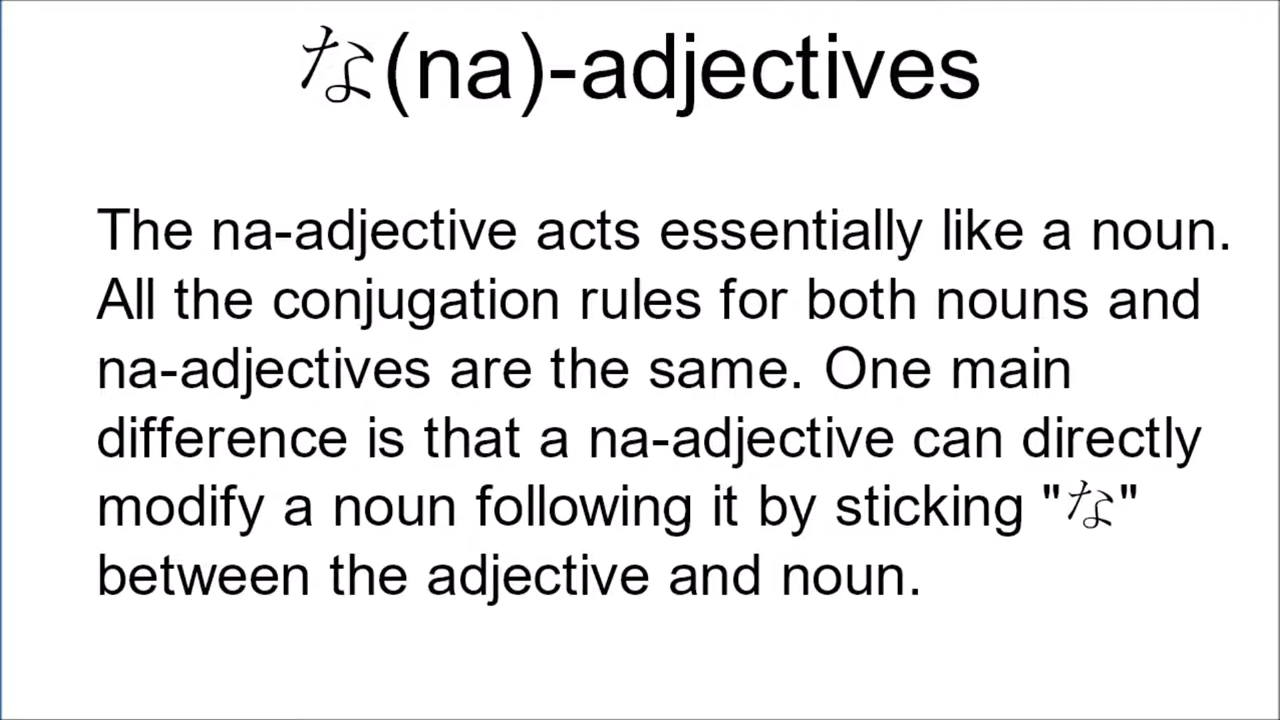 な(na)-adjectives
The na-adjective acts essentially like a noun.
All the conjugation rules for both nouns and
na-adjectives are the same. One main
difference is that a na-adjective can directly
modify a noun following it by sticking "な"
between the adjective and noun.